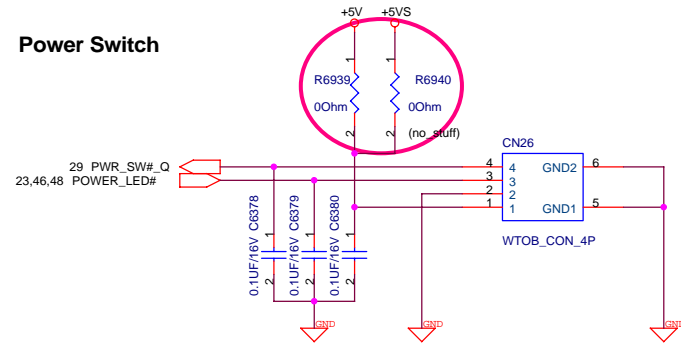 +5V +5VS
Power Switch
1 1
R6939 R6940
0Ohm 0Ohm
2 2 (no_stuff)
CN26
29 PWR_SW#_Q 4 4 GND2 6
23,46,48 POWER_LED# 3 3
2 2
1 1 GND1 5
WTOB_CON_4P
0.1UF/16V C6378
0.1UF/16V C6379
0.1UF/16V C6380
1 1 1
2 2 2
GND GND GND